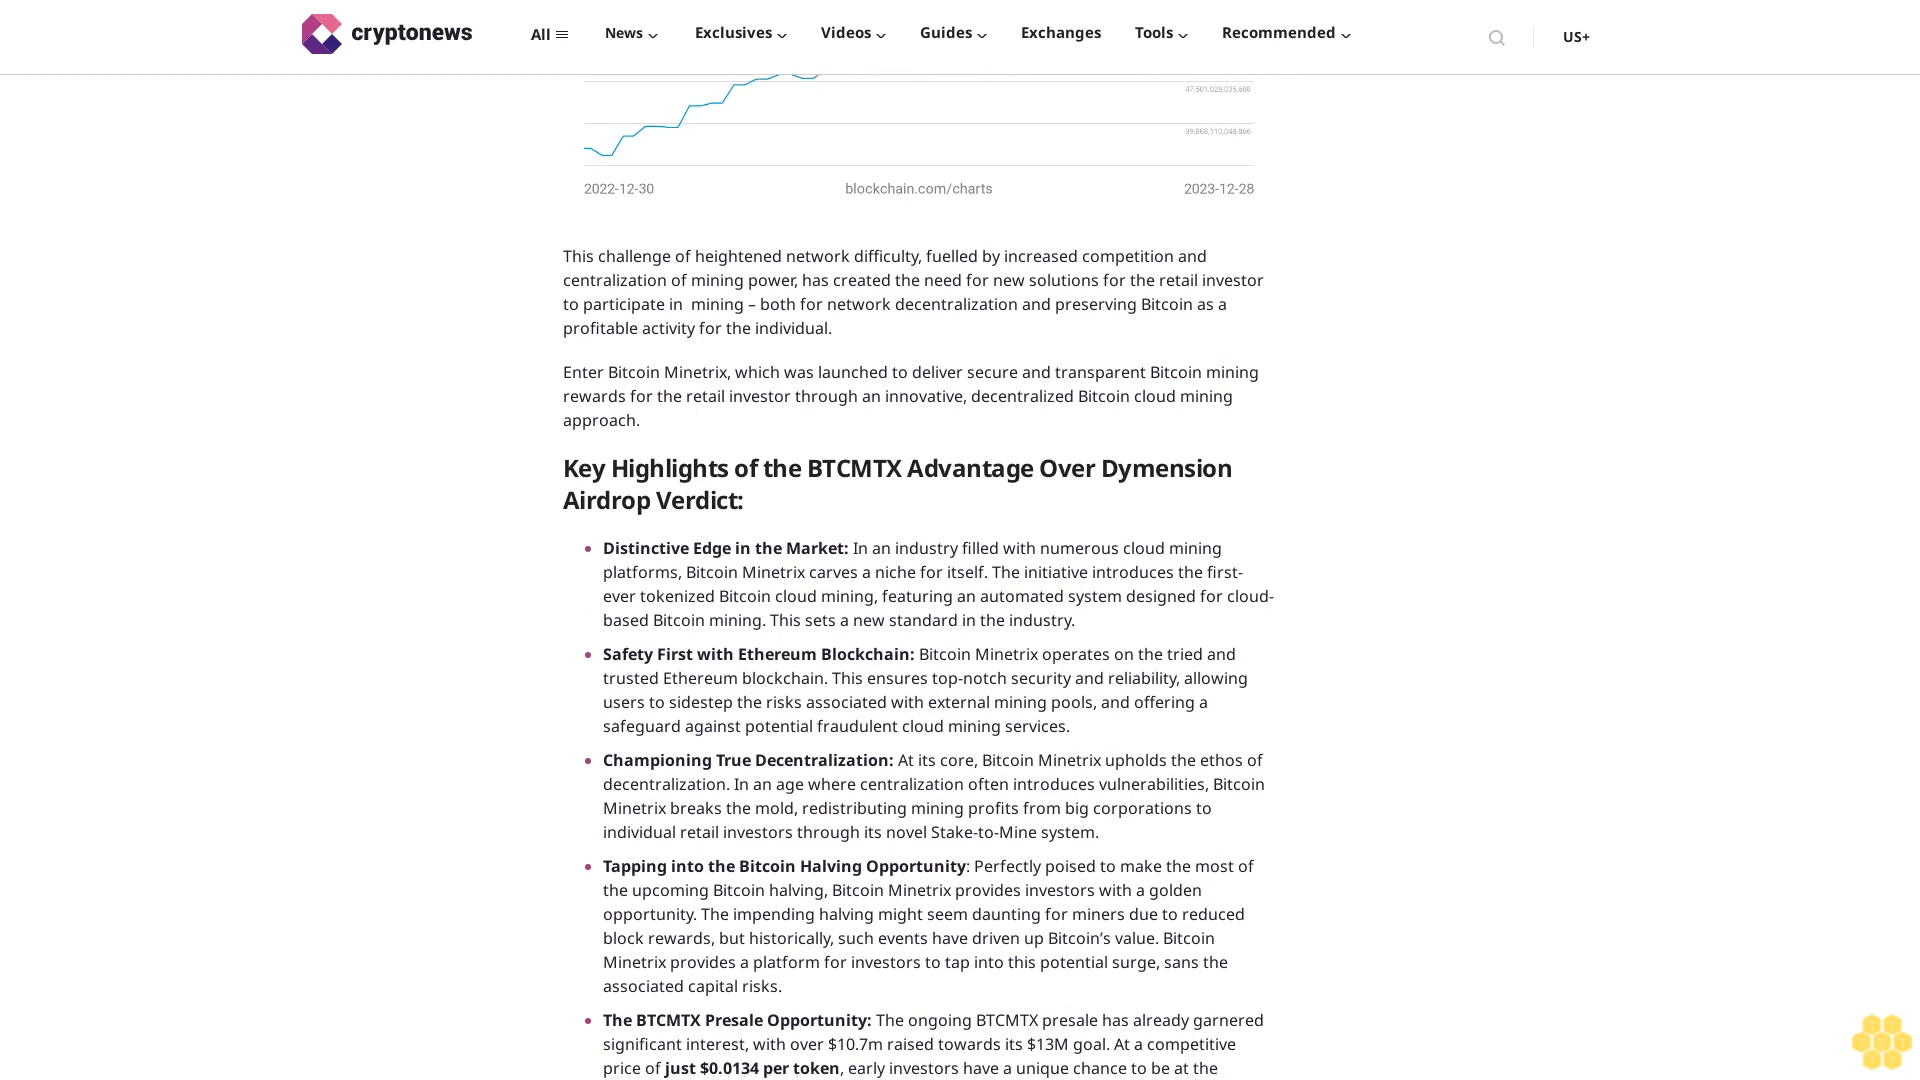 cryptonews
All
News
Exclusives
Videos
Guides
Exchanges
Tools
Recommended
US+
47,501,028,035,688
39,868,110,048,866
2022-12-30
blockchain.com/charts
2023-12-28
This challenge of heightened network difficulty, fuelled by increased competition and
centralization of mining power, has created the need for new solutions for the retail investor
to participate in  mining – both for network decentralization and preserving Bitcoin as a
profitable activity for the individual.
Enter Bitcoin Minetrix, which was launched to deliver secure and transparent Bitcoin mining
rewards for the retail investor through an innovative, decentralized Bitcoin cloud mining
approach.
Key Highlights of the BTCMTX Advantage Over Dymension
Airdrop Verdict:
Distinctive Edge in the Market: In an industry filled with numerous cloud mining
platforms, Bitcoin Minetrix carves a niche for itself. The initiative introduces the first-
ever tokenized Bitcoin cloud mining, featuring an automated system designed for cloud-
based Bitcoin mining. This sets a new standard in the industry.
Safety First with Ethereum Blockchain: Bitcoin Minetrix operates on the tried and
trusted Ethereum blockchain. This ensures top-notch security and reliability, allowing
users to sidestep the risks associated with external mining pools, and offering a
safeguard against potential fraudulent cloud mining services.
Championing True Decentralization: At its core, Bitcoin Minetrix upholds the ethos of
decentralization. In an age where centralization often introduces vulnerabilities, Bitcoin
Minetrix breaks the mold, redistributing mining profits from big corporations to
individual retail investors through its novel Stake-to-Mine system.
Tapping into the Bitcoin Halving Opportunity: Perfectly poised to make the most of
the upcoming Bitcoin halving, Bitcoin Minetrix provides investors with a golden
opportunity. The impending halving might seem daunting for miners due to reduced
block rewards, but historically, such events have driven up Bitcoin’s value. Bitcoin
Minetrix provides a platform for investors to tap into this potential surge, sans the
associated capital risks.
The BTCMTX Presale Opportunity: The ongoing BTCMTX presale has already garnered
significant interest, with over $10.7m raised towards its $13M goal. At a competitive
price of just $0.0134 per token, early investors have a unique chance to be at the